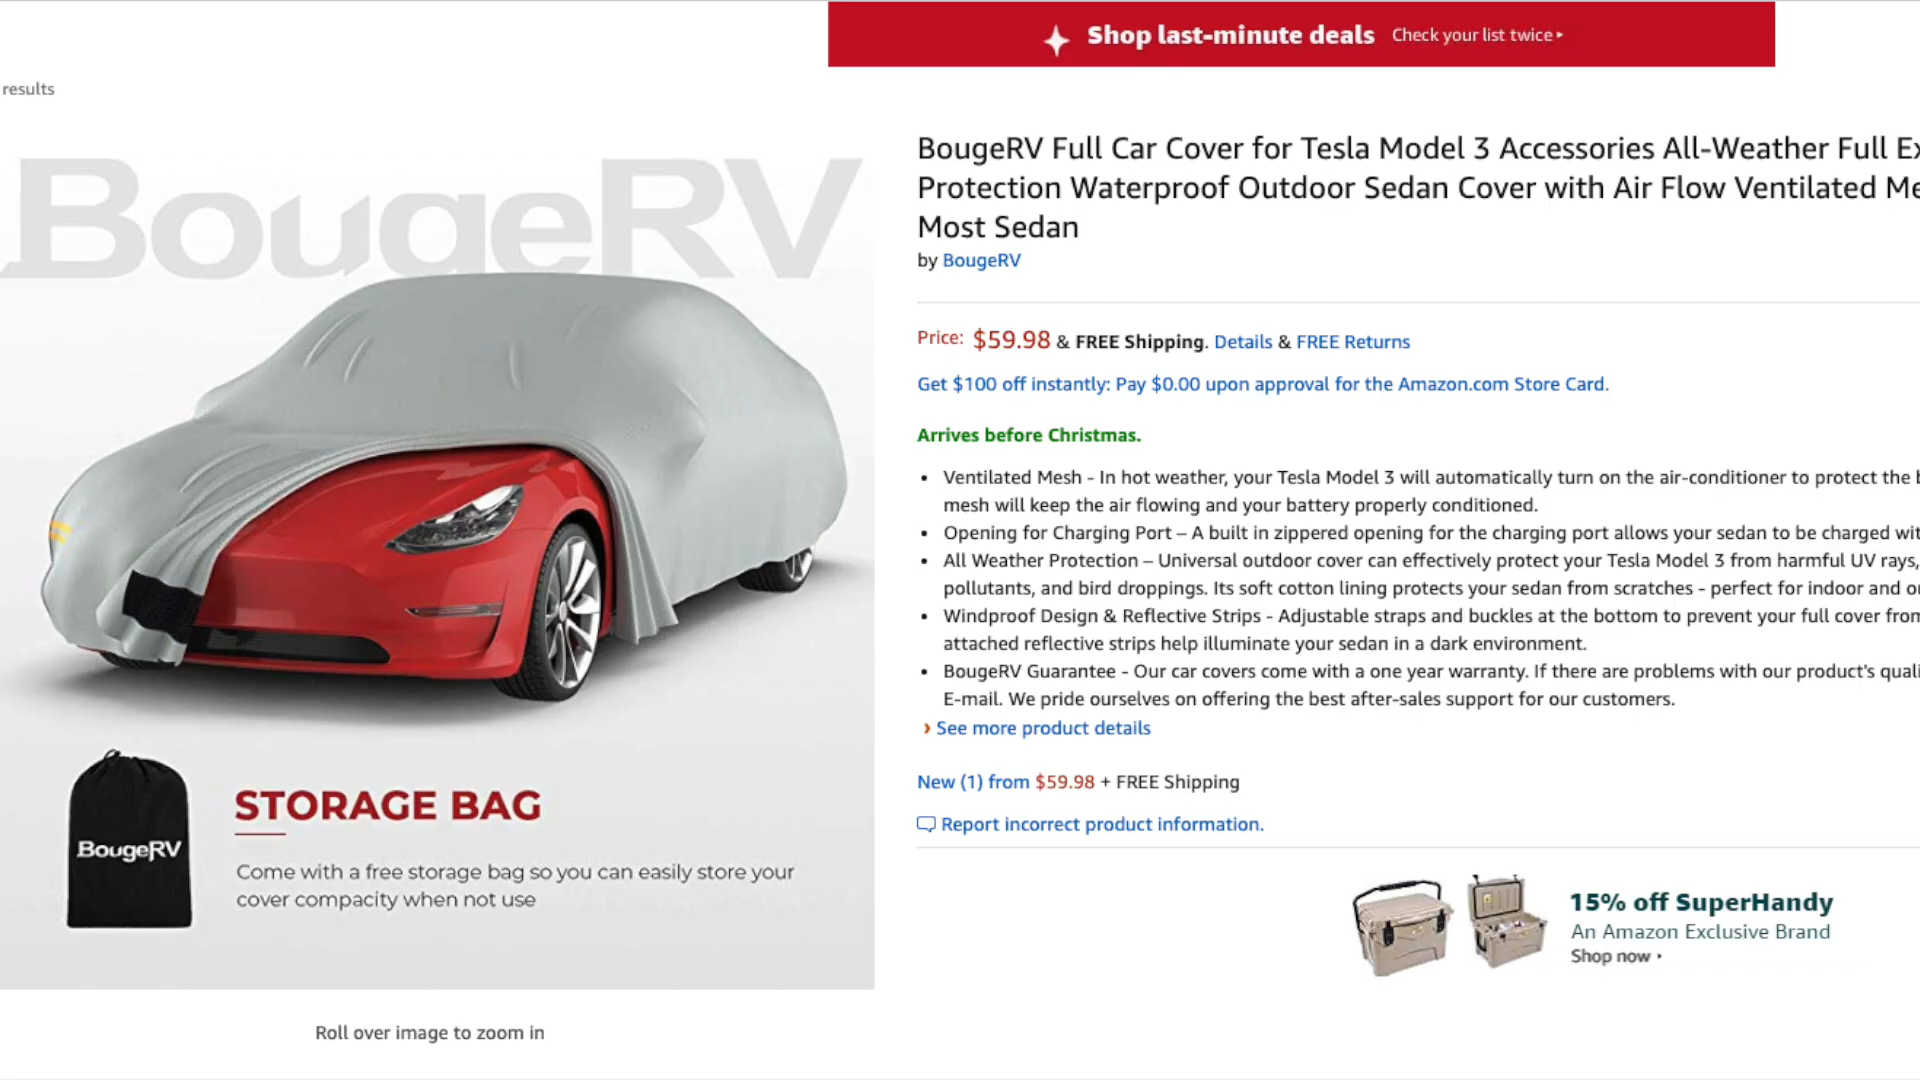 Shop last-minute deals Check your list twice
results
BougeRV
BougeRV Full Car Cover for Tesla Model 3 Accessories All-Weather Full
Protection Waterproof Outdoor Sedan Cover with Air Flow Ventilated
Most Sedan
by BougeRV
Price: $59.98 & FREE Shipping. Details & FREE Returns
Get $100 off instantly: Pay $0.00 upon approval for the Amazon.com Store Card.
Arrives before Christmas.
• Ventilated Mesh - In hot weather, your Tesla Model 3 will automatically turn on the air-conditioner to protect the
mesh will keep the air flowing and your battery properly conditioned.
• Opening for Charging Port – A built in zippered opening for the charging port allows your sedan to be charged
• All Weather Protection – Universal outdoor cover can effectively protect your Tesla Model 3 from harmful UV rays,
pollutants, and bird droppings. Its soft cotton lining protects your sedan from scratches - perfect for indoor and
• Windproof Design & Reflective Strips - Adjustable straps and buckles at the bottom to prevent your full cover from
attached reflective strips help illuminate your sedan in a dark environment.
• BougeRV Guarantee - Our car covers come with a one year warranty. If there are problems with our product's
E-mail. We pride ourselves on offering the best after-sales support for our customers.
› See more product details
New (1) from $59.98 + FREE Shipping
Report incorrect product information.
STORAGE BAG
BougeRV
Come with a free storage bag so you can easily store your
cover compacity when not use
15% off SuperHandy
An Amazon Exclusive Brand
Shop now
Roll over image to zoom in